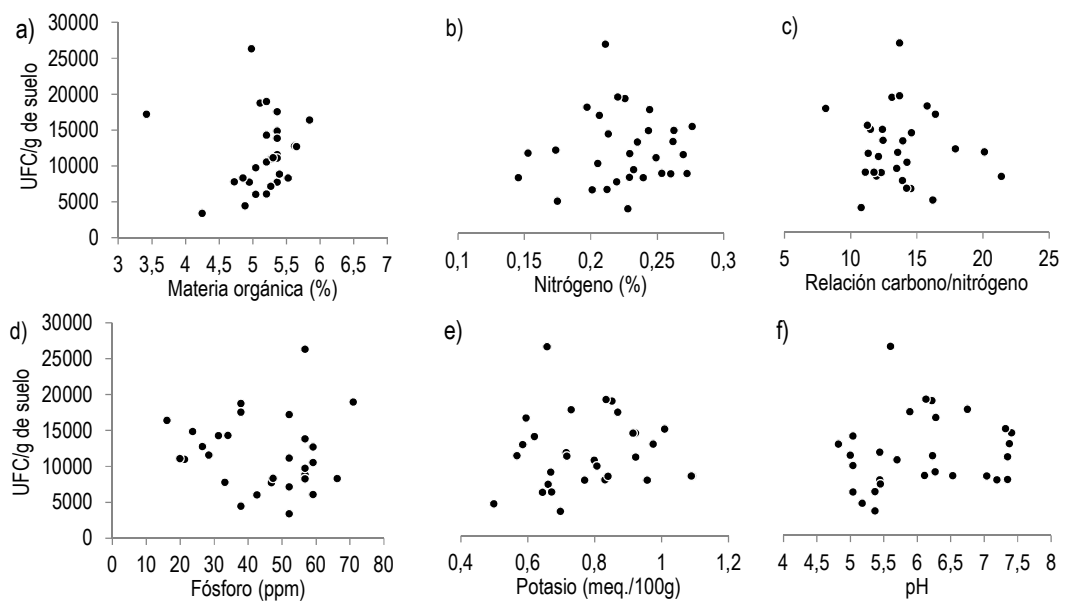 a)
b)
c)
UFC/g de suelo
30000
25000
20000
15000
10000
5000
0
3 3,5 4 4,5 5 5,5 6 6,5 7
Materia orgánica (%)
0,1 0,15 0,2 0,25 0,3
Nitrógeno (%)
5 10 15 20 25
Relación carbono/nitrógeno
d)
e)
f)
UFC/g de suelo
30000
25000
20000
15000
10000
5000
0
0 10 20 30 40 50 60 70 80
Fósforo (ppm)
0,4 0,6 0,8 1 1,2
Potasio (meq./100g)
4 4,5 5 5,5 6 6,5 7 7,5 8
pH